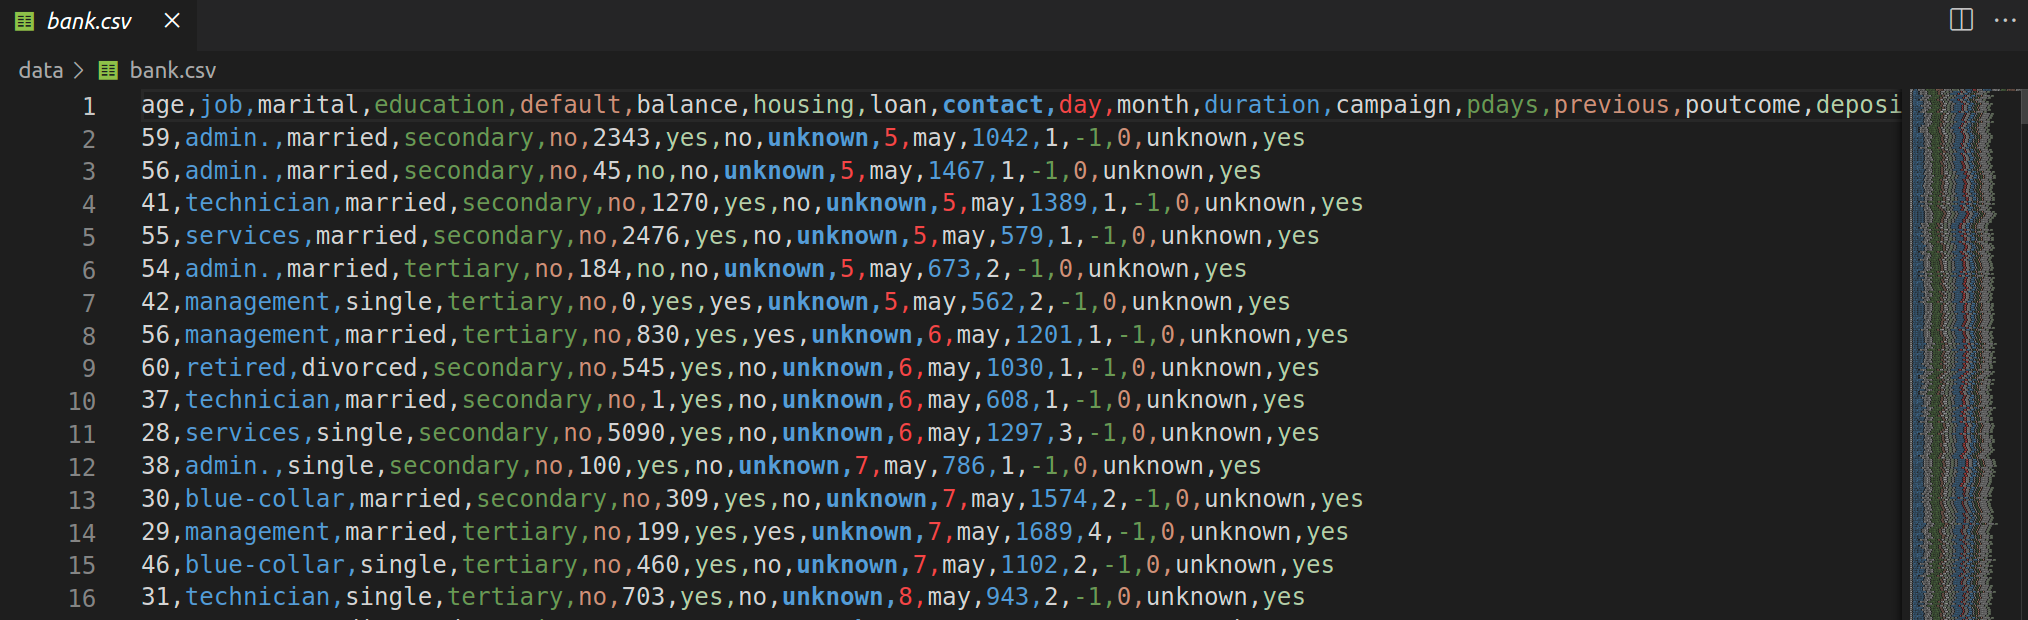 bank.csv
data > bank.csv
1 age,job,marital,education,default,balance,housing,loan,contact,day,month,duration,campaign,pdays,previous,poutcome,deposi
2 59,admin.,married,secondary,no,2343,yes,no,unknown,5,may,1042,1,-1,0,unknown,yes
3 56,admin.,married,secondary,no,45,no,no,unknown,5,may,1467,1,-1,0,unknown,yes
4 41,technician,married,secondary,no,1270,yes,no,unknown,5,may,1389,1,-1,0,unknown,yes
5 55,services,married,secondary,no,2476,yes,no,unknown,5,may,579,1,-1,0,unknown,yes
6 54,admin.,married,tertiary,no,184,no,no,unknown,5,may,673,2,-1,0,unknown,yes
7 42,management,single,tertiary,no,0,yes,yes,unknown,5,may,562,2,-1,0,unknown,yes
8 56,management,married,tertiary,no,830,yes,yes,unknown,6,may,1201,1,-1,0,unknown,yes
9 60,retired,divorced,secondary,no,545,yes,no,unknown,6,may,1030,1,-1,0,unknown,yes
10 37,technician,married,secondary,no,1,yes,no,unknown,6,may,608,1,-1,0,unknown,yes
11 28,services,single,secondary,no,5090,yes,no,unknown,6,may,1297,3,-1,0,unknown,yes
12 38,admin.,single,secondary,no,100,yes,no,unknown,7,may,786,1,-1,0,unknown,yes
13 30,blue-collar,married,secondary,no,309,yes,no,unknown,7,may,1574,2,-1,0,unknown,yes
14 29,management,married,tertiary,no,199,yes,yes,unknown,7,may,1689,4,-1,0,unknown,yes
15 46,blue-collar,single,tertiary,no,460,yes,no,unknown,7,may,1102,2,-1,0,unknown,yes
16 31,technician,single,tertiary,no,703,yes,no,unknown,8,may,943,2,-1,0,unknown,yes